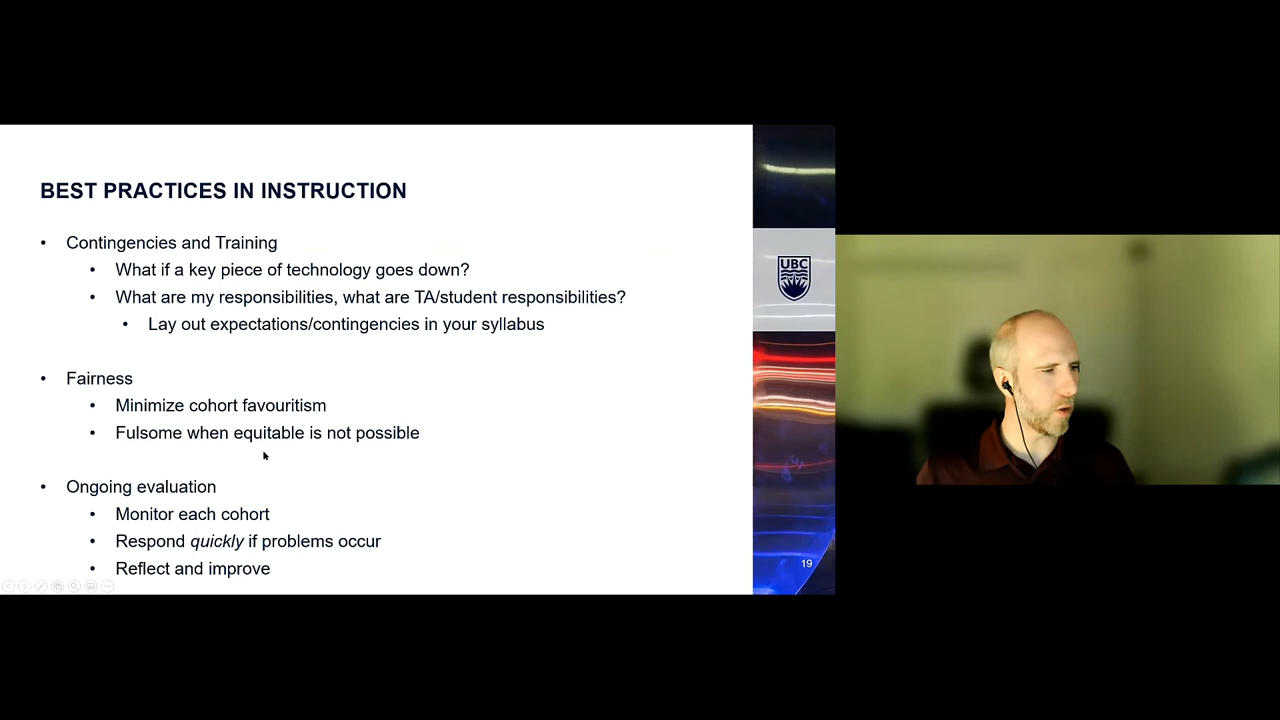 BEST PRACTICES IN INSTRUCTION
• Contingencies and Training
• What if a key piece of technology goes down?
• What are my responsibilities, what are TA/student responsibilities?
• Lay out expectations/contingencies in your syllabus
• Fairness
• Minimize cohort favouritism
• Fulsome when equitable is not possible
• Ongoing evaluation
• Monitor each cohort
• Respond quickly if problems occur
• Reflect and improve
UBC
19